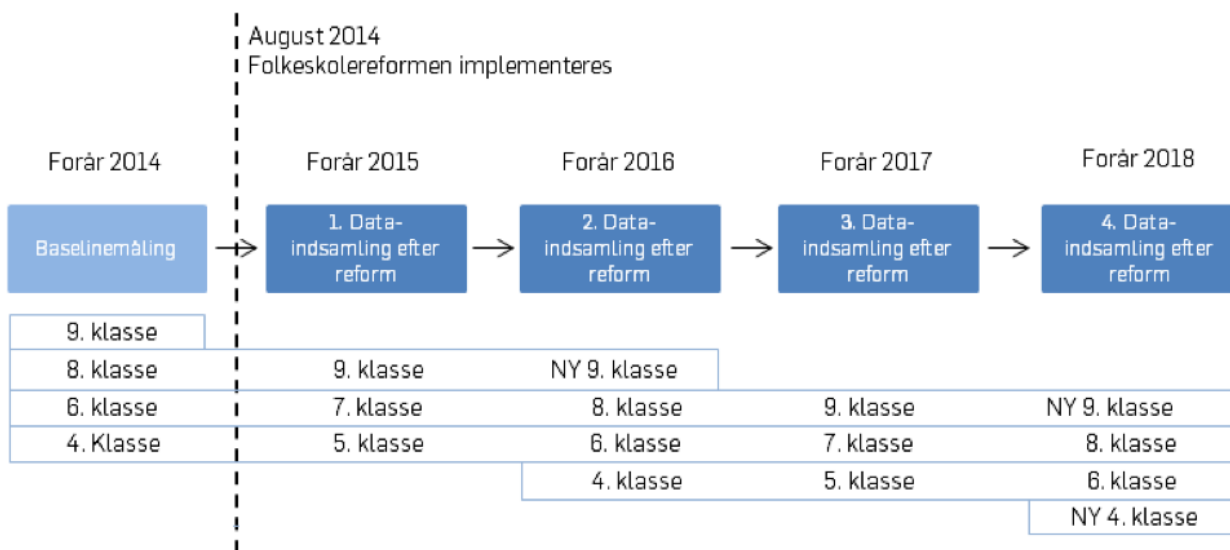 August 2014
Folkeskolereformen implementeres
Forår 2014 Forår 2015 Forår 2016 Forår 2017 Forår 2018
Baselinemåling
1. Data-
indsamling efter
reform
2. Data-
indsamling efter
reform
3. Data-
indsamling efter
reform
4. Data-
indsamling efter
reform
9. klasse
8. klasse 9. klasse NY 9. klasse
6. klasse 7. klasse 8. klasse 9. klasse NY 9. klasse
4. Klasse 5. klasse 6. klasse 7. klasse 8. klasse
4. klasse 5. klasse 6. klasse
NY 4. klasse